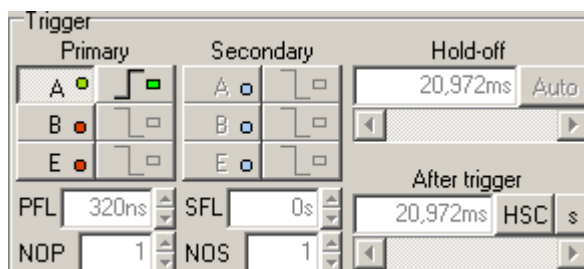 Trigger
Primary Secondary Hold-off
A A 20,972ms Auto
B B
E E After trigger
PFL 320ns SFL 0s 20,972ms HSC s
NOP 1 NOS 1